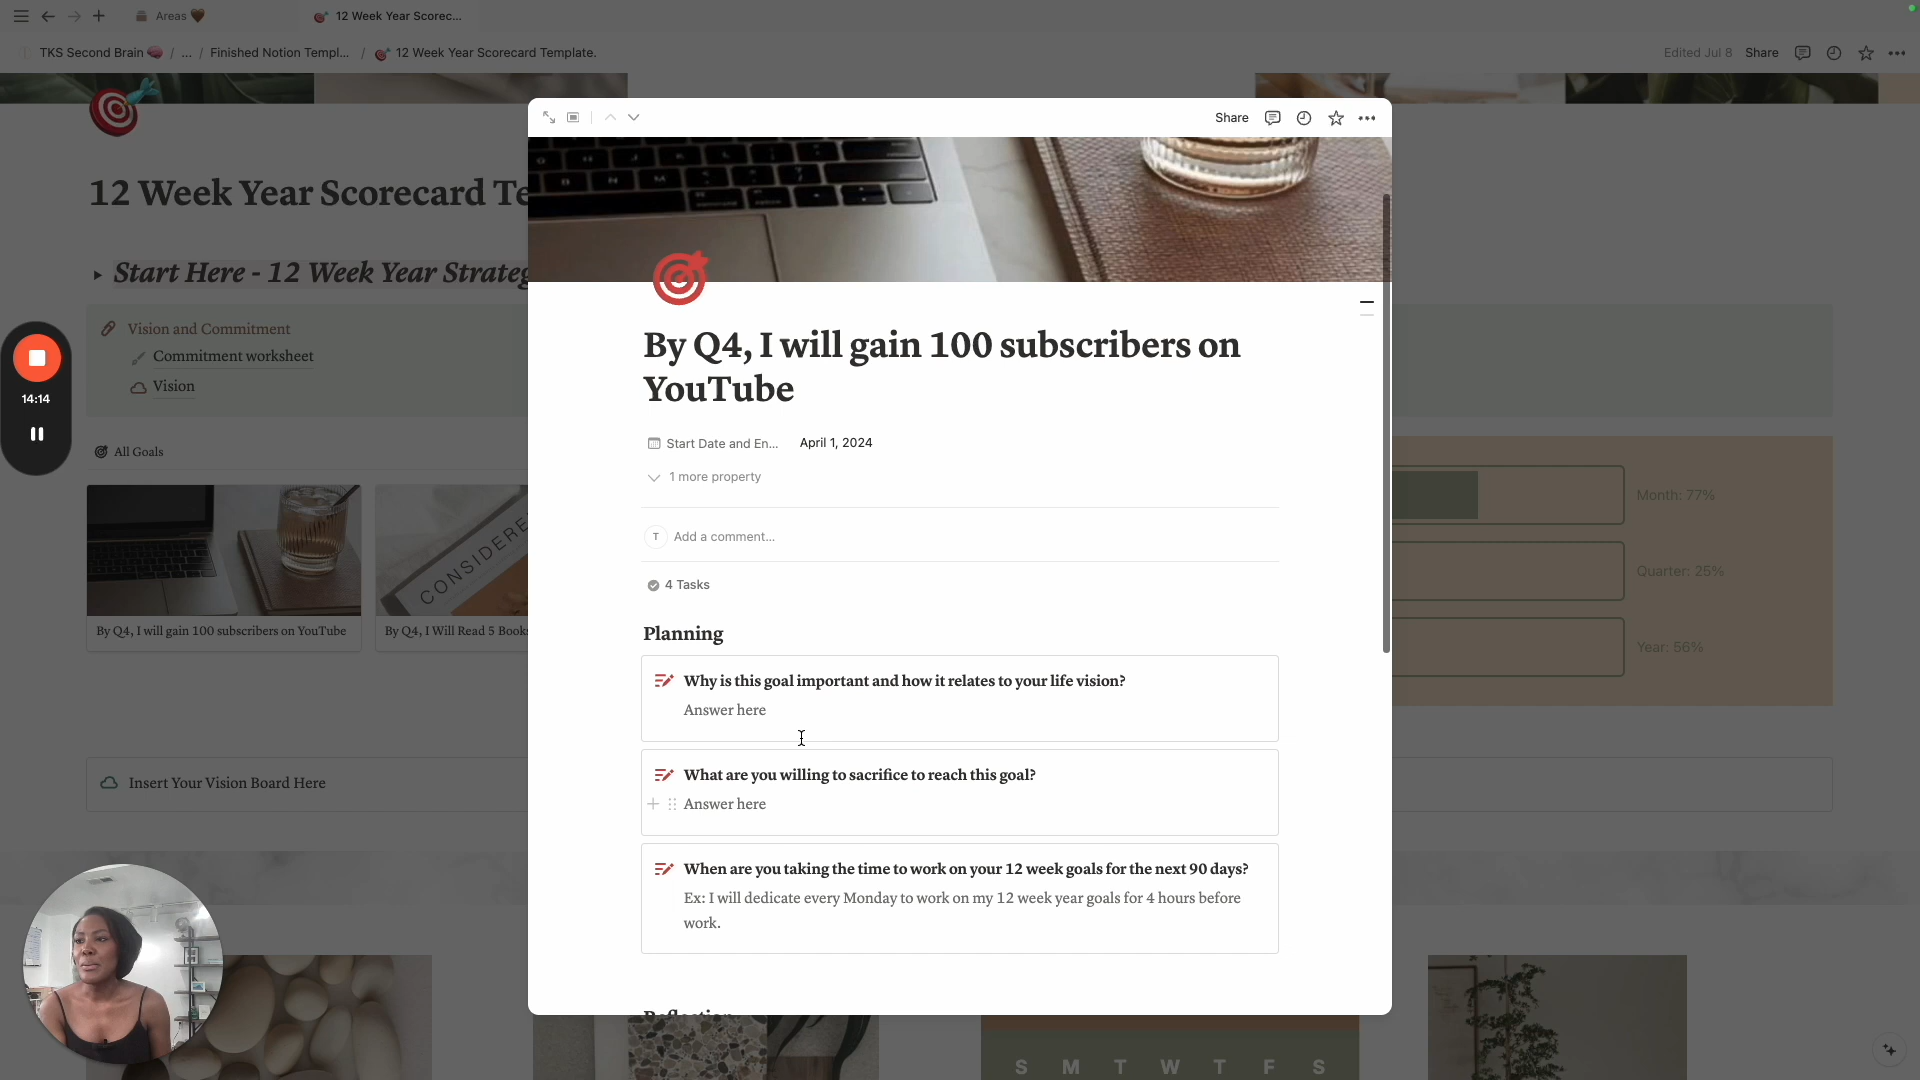 Areas
12 Week Year Scorec...
TKS Second Brain / ... / Finished Notion Templ... / 12 Week Year Scorecard Template.
Edited Jul 8
Share
12 Week Year Scorecard Te
Start Here - 12 Week Year Strateg
Vision and Commitment
Commitment worksheet
Vision
14:14
All Goals
CONSIDERE
By Q4, I will gain 100 subscribers on YouTube
By Q4, I Will Read 5 Books
Insert Your Vision Board Here
Share
By Q4, I will gain 100 subscribers on
YouTube
Start Date and En...
April 1, 2024
1 more property
T
Add a comment...
4 Tasks
Planning
Why is this goal important and how it relates to your life vision?
Answer here
What are you willing to sacrifice to reach this goal?
Answer here
When are you taking the time to work on your 12 week goals for the next 90 days?
Ex: I will dedicate every Monday to work on my 12 week year goals for 4 hours before
work.
Reflection
Month: 77%
Quarter: 25%
Year: 56%
S M T W T F S